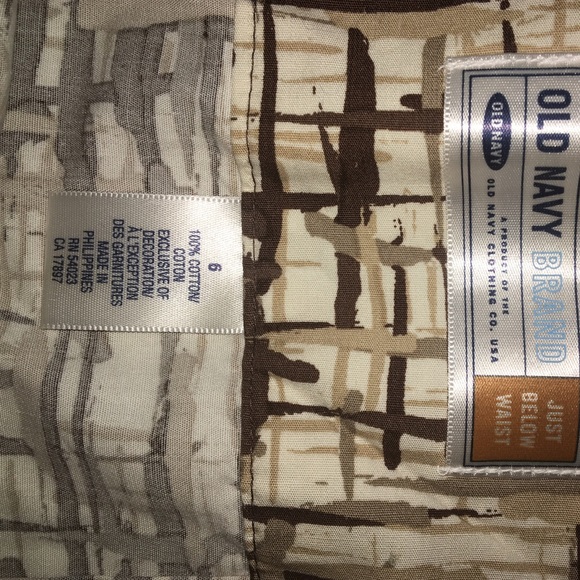 6
100% COTTON/
COTON
EXCLUSIVE OF
DECORATION/
À L'EXCEPTION
DES GARNITURES
MADE IN
PHILIPPINES
RN 54023
CA 17897
OLD NAVY BRAND
OLD NAVY
A PRODUCT OF THE
OLD NAVY CLOTHING CO. USA
JUST
BELOW
WAIST